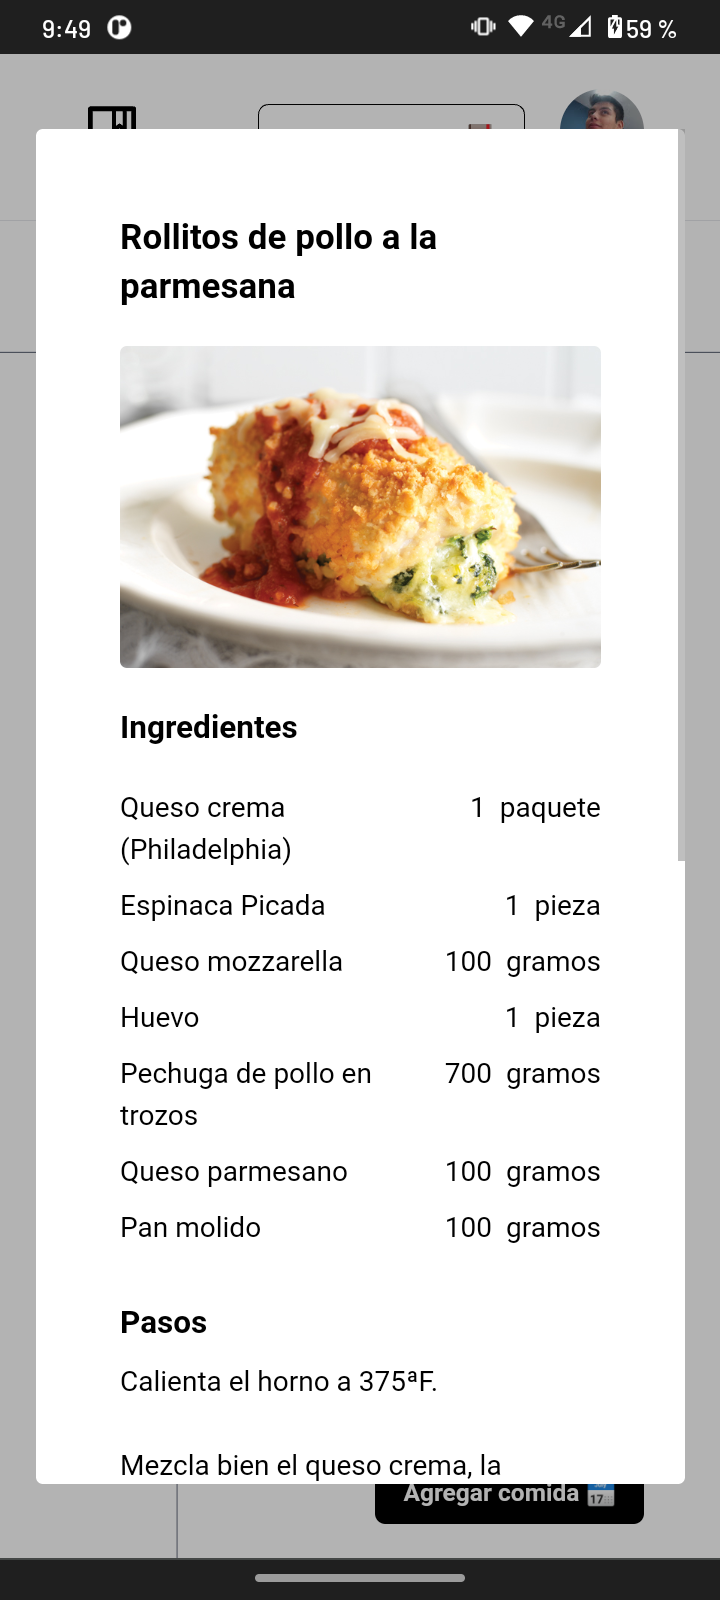 9:49
4G
59 %
Rollitos de pollo a la
parmesana
Ingredientes
Queso crema 1 paquete
(Philadelphia)
Espinaca Picada 1 pieza
Queso mozzarella 100 gramos
Huevo 1 pieza
Pechuga de pollo en 700 gramos
trozos
Queso parmesano 100 gramos
Pan molido 100 gramos
Pasos
Calienta el horno a 375ªF.
Mezcla bien el queso crema, la
Agregar comida
17